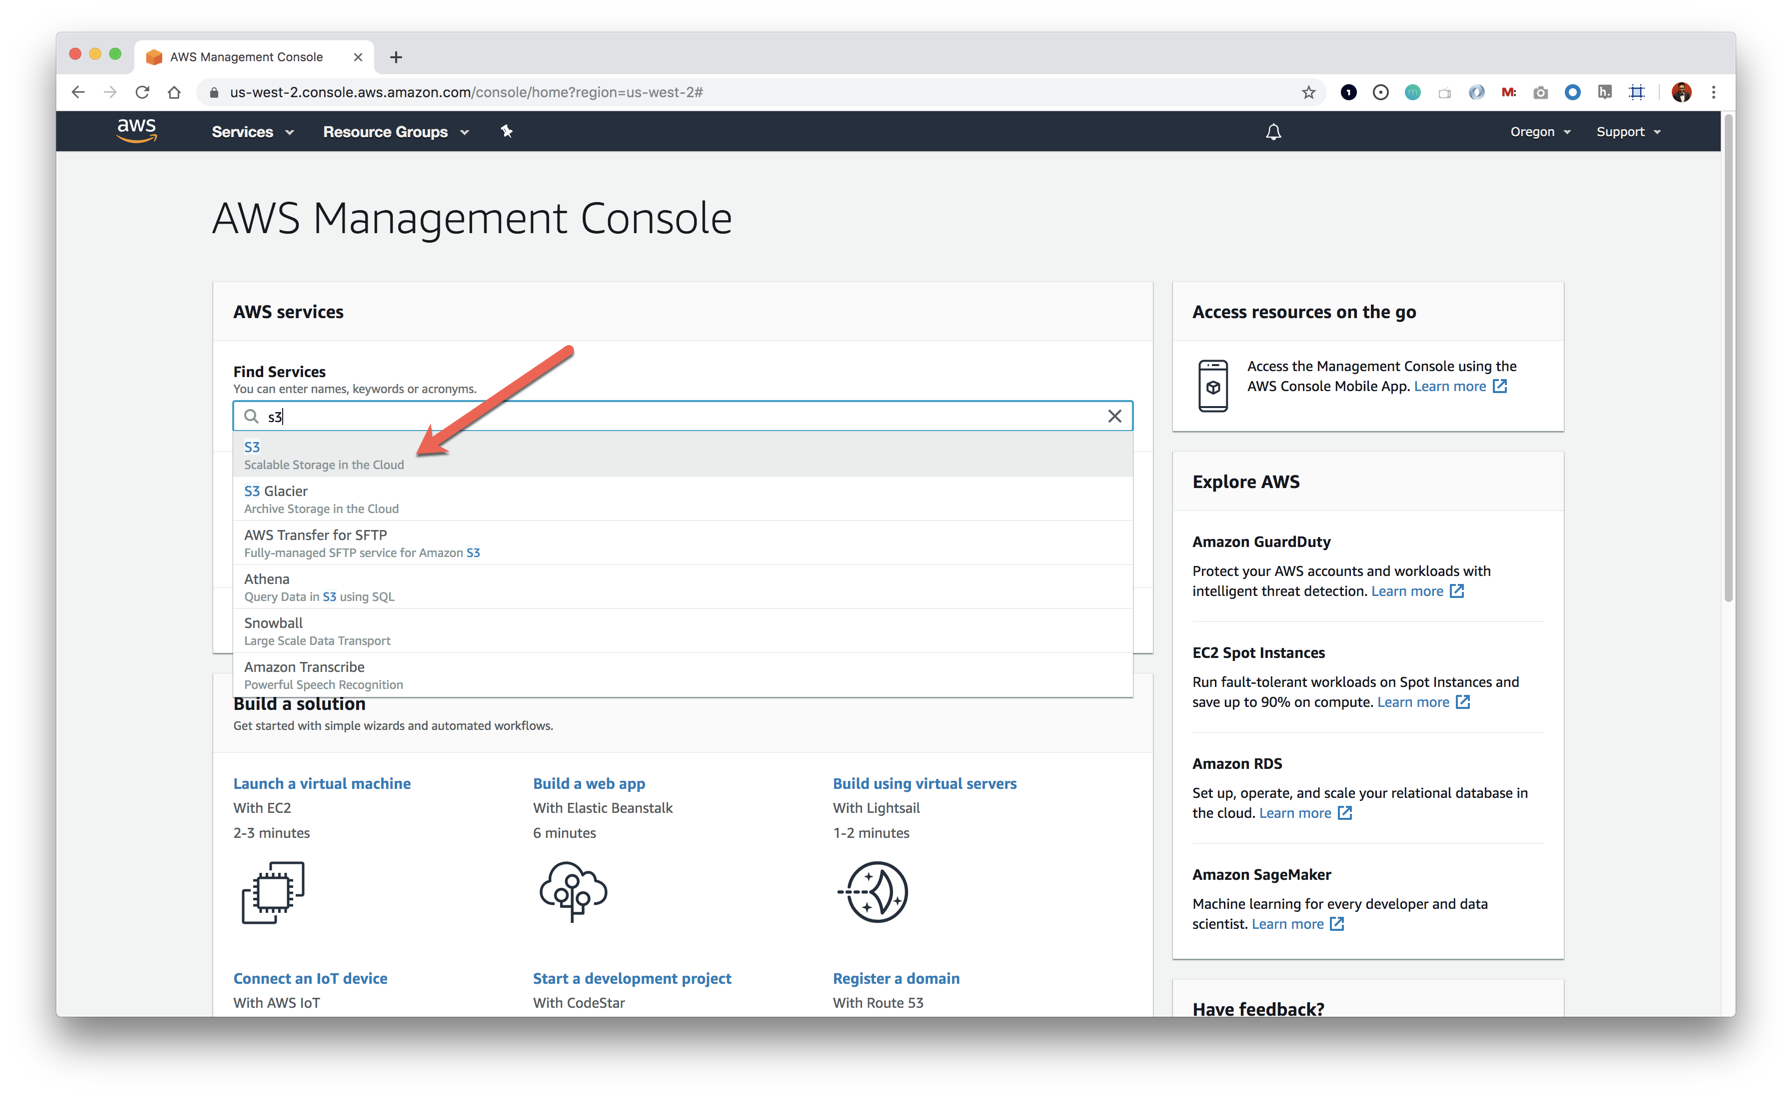 AWS Management Console
us-west-2.console.aws.amazon.com/console/home?region=us-west-2#
1
M:
h.
aws
Services
Resource Groups
Oregon
Support
AWS Management Console
AWS services
Find Services
You can enter names, keywords or acronyms.
s3
S3
Scalable Storage in the Cloud
S3 Glacier
Archive Storage in the Cloud
AWS Transfer for SFTP
Fully-managed SFTP service for Amazon S3
Athena
Query Data in S3 using SQL
Snowball
Large Scale Data Transport
Amazon Transcribe
Powerful Speech Recognition
Build a solution
Get started with simple wizards and automated workflows.
Launch a virtual machine
With EC2
2-3 minutes
Build a web app
With Elastic Beanstalk
6 minutes
Build using virtual servers
With Lightsail
1-2 minutes
Connect an IoT device
With AWS IoT
Start a development project
With CodeStar
Register a domain
With Route 53
Access resources on the go
Access the Management Console using the
AWS Console Mobile App. Learn more
Explore AWS
Amazon GuardDuty
Protect your AWS accounts and workloads with
intelligent threat detection. Learn more
EC2 Spot Instances
Run fault-tolerant workloads on Spot Instances and
save up to 90% on compute. Learn more
Amazon RDS
Set up, operate, and scale your relational database in
the cloud. Learn more
Amazon SageMaker
Machine learning for every developer and data
scientist. Learn more
Have feedback?